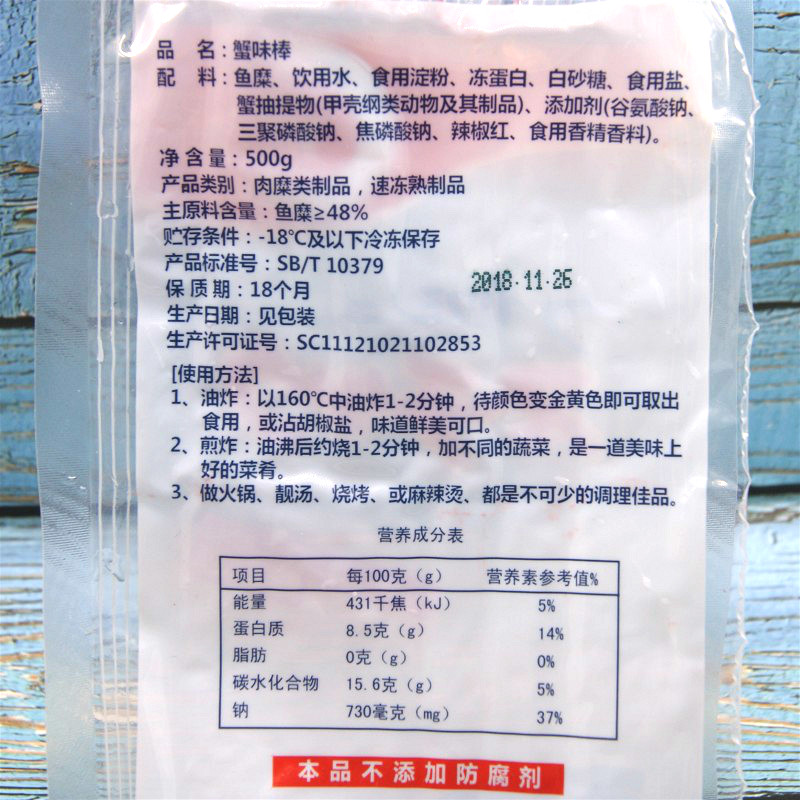 品 名：蟹味棒
配 料：鱼糜、饮用水、食用淀粉、冻蛋白、白砂糖、食用盐、
蟹抽提物(甲壳纲类动物及其制品)、添加剂(谷氨酸钠、
三聚磷酸钠、焦磷酸钠、辣椒红、食用香精香料)。
净 含 量：500g
产品类别：肉糜类制品，速冻熟制品
主原料含量：鱼糜≥48%
贮存条件：-18℃及以下冷冻保存
产品标准号：SB/T 10379
2018·11·26
保 质 期：18个月
生产日期：见包装
生产许可证号：SC11121021102853
[使用方法]
1、油炸：以160℃中油炸1-2分钟，待颜色变金黄色即可取出
食用，或沾胡椒盐，味道鲜美可口。
2、煎炸：油沸后约烧1-2分钟，加不同的蔬菜，是一道美味上
好的菜肴。
3、做火锅、靓汤、烧烤、或麻辣烫、都是不可少的调理佳品。
营养成分表
项目 每100克（g） 营养素参考值%
能量 431千焦（kJ） 5%
蛋白质 8.5克（g） 14%
脂肪 0克（g） 0%
碳水化合物 15.6克（g） 5%
钠 730毫克（mg） 37%
本品不添加防腐剂